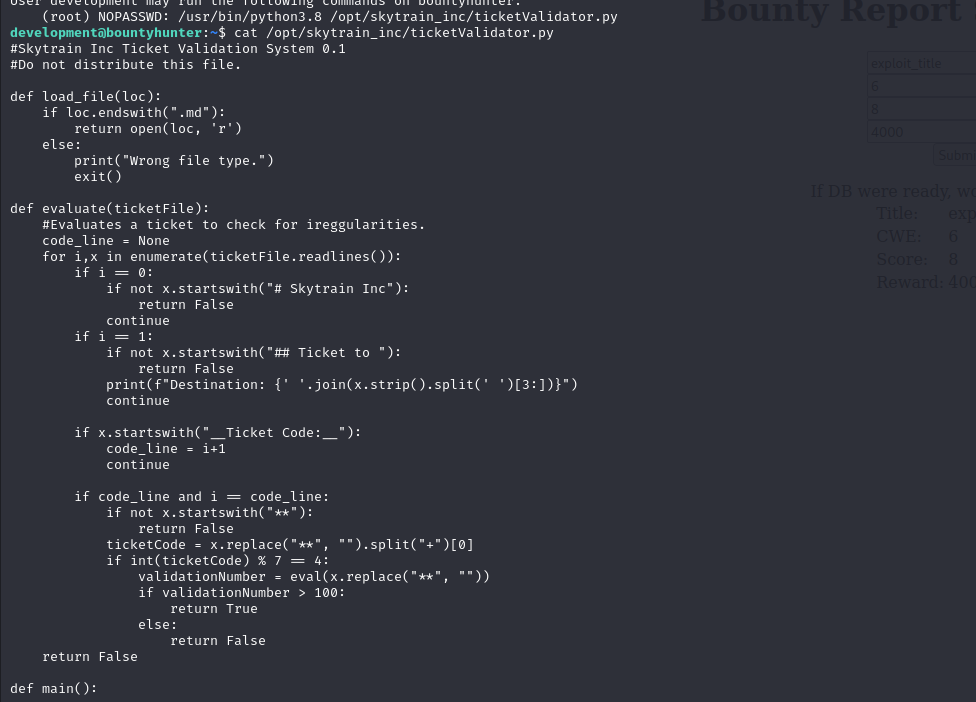 User development may run the following commands on bountyhunter:
(root) NOPASSWD: /usr/bin/python3.8 /opt/skytrain_inc/ticketValidator.py
development@bountyhunter:~$ cat /opt/skytrain_inc/ticketValidator.py
#Skytrain Inc Ticket Validation System 0.1
#Do not distribute this file.

def load_file(loc):
    if loc.endswith(".md"):
        return open(loc, 'r')
    else:
        print("Wrong file type.")
        exit()

def evaluate(ticketFile):
    #Evaluates a ticket to check for ireggularities.
    code_line = None
    for i,x in enumerate(ticketFile.readlines()):
        if i == 0:
            if not x.startswith("# Skytrain Inc"):
                return False
            continue
        if i == 1:
            if not x.startswith("## Ticket to "):
                return False
            print(f"Destination: {' '.join(x.strip().split(' ')[3:])}")
            continue

        if x.startswith("__Ticket Code:__"):
            code_line = i+1
            continue

        if code_line and i == code_line:
            if not x.startswith("**"):
                return False
            ticketCode = x.replace("**", "").split("+")[0]
            if int(ticketCode) % 7 == 4:
                validationNumber = eval(x.replace("**", ""))
                if validationNumber > 100:
                    return True
                else:
                    return False
    return False

def main():
Bounty Report
exploit_title
6
8
4000
Subm
If DB were ready, wo
Title: exp
CWE: 6
Score: 8
Reward: 400